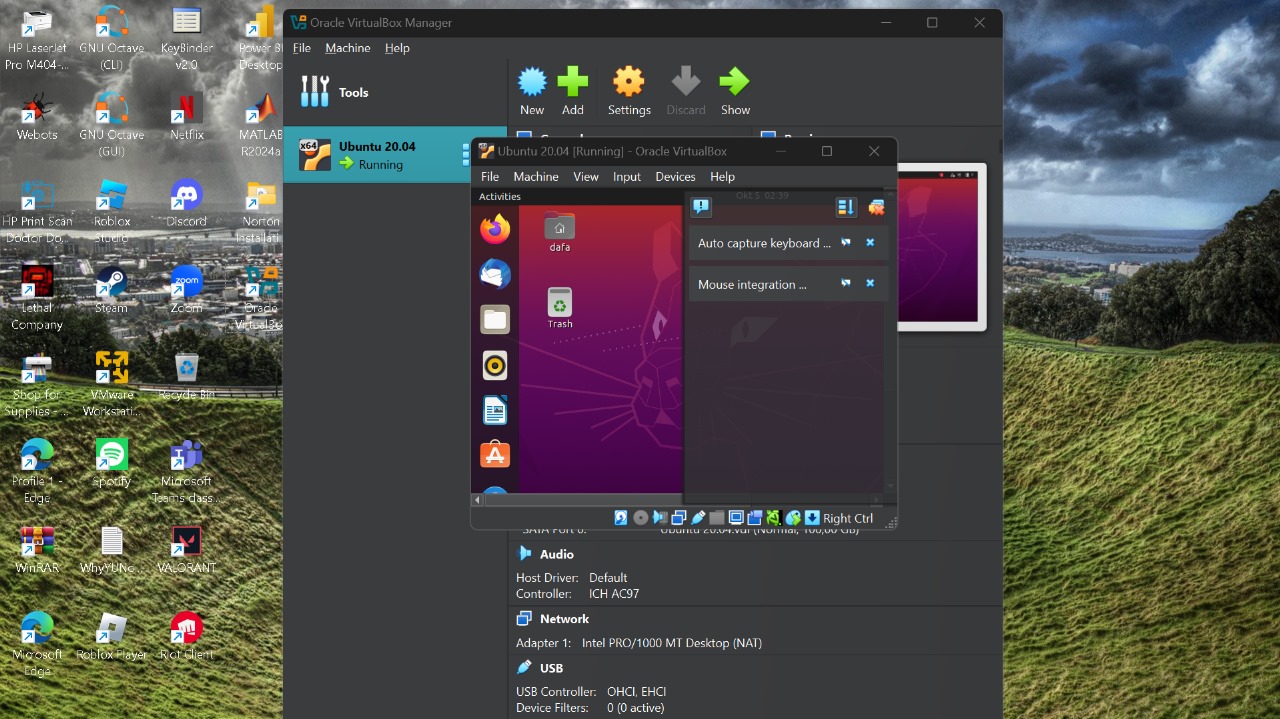 HP LaserJet
Pro M404-...
GNU Octave
(CLI)
KeyBinder
v2.0
Power BI
Desktop
Webots
GNU Octave
(GUI)
Netflix
MATLAB
R2024a
HP Print Scan
Doctor Do...
Roblox
Studio
Discord
Norton
Installati...
Lethal
Company
Steam
Zoom
Oracle
Shop for
Supplies - ...
VMware
Workstati...
Recycle Bin
Profile 1 -
Edge
Spotify
Microsoft
Teams class...
WinRAR
WhyYUNo...
VALORANT
Microsoft
Edge
Roblox Player
Riot Client
Oracle VirtualBox Manager
File Machine Help
Tools
New Add Settings Discard Show
x64
Ubuntu 20.04
Running
Ubuntu 20.04 [Running] - Oracle VirtualBox
File Machine View Input Devices Help
Activities
Okt 5 02:39
dafa
Trash
Auto capture keyboard ...
Mouse integration ...
Right Ctrl
SATA Port 0: Ubuntu 20.04.vdi (Normal, 100,00 GB)
Audio
Host Driver: Default
Controller: ICH AC97
Network
Adapter 1: Intel PRO/1000 MT Desktop (NAT)
USB
USB Controller: OHCI, EHCI
Device Filters: 0 (0 active)